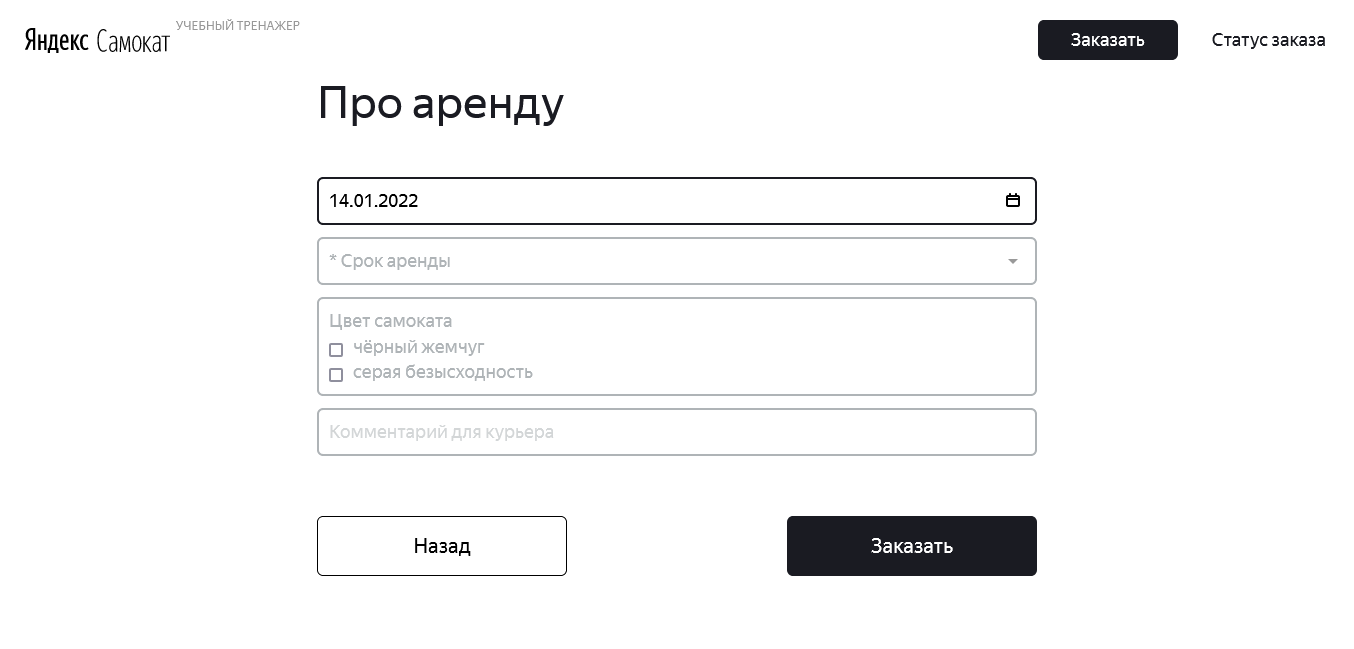 Яндекс Самокат
УЧЕБНЫЙ ТРЕНАЖЕР
Заказать
Статус заказа
Про аренду
14.01.2022
* Срок аренды
Цвет самоката
чёрный жемчуг
серая безысходность
Комментарий для курьера
Назад
Заказать